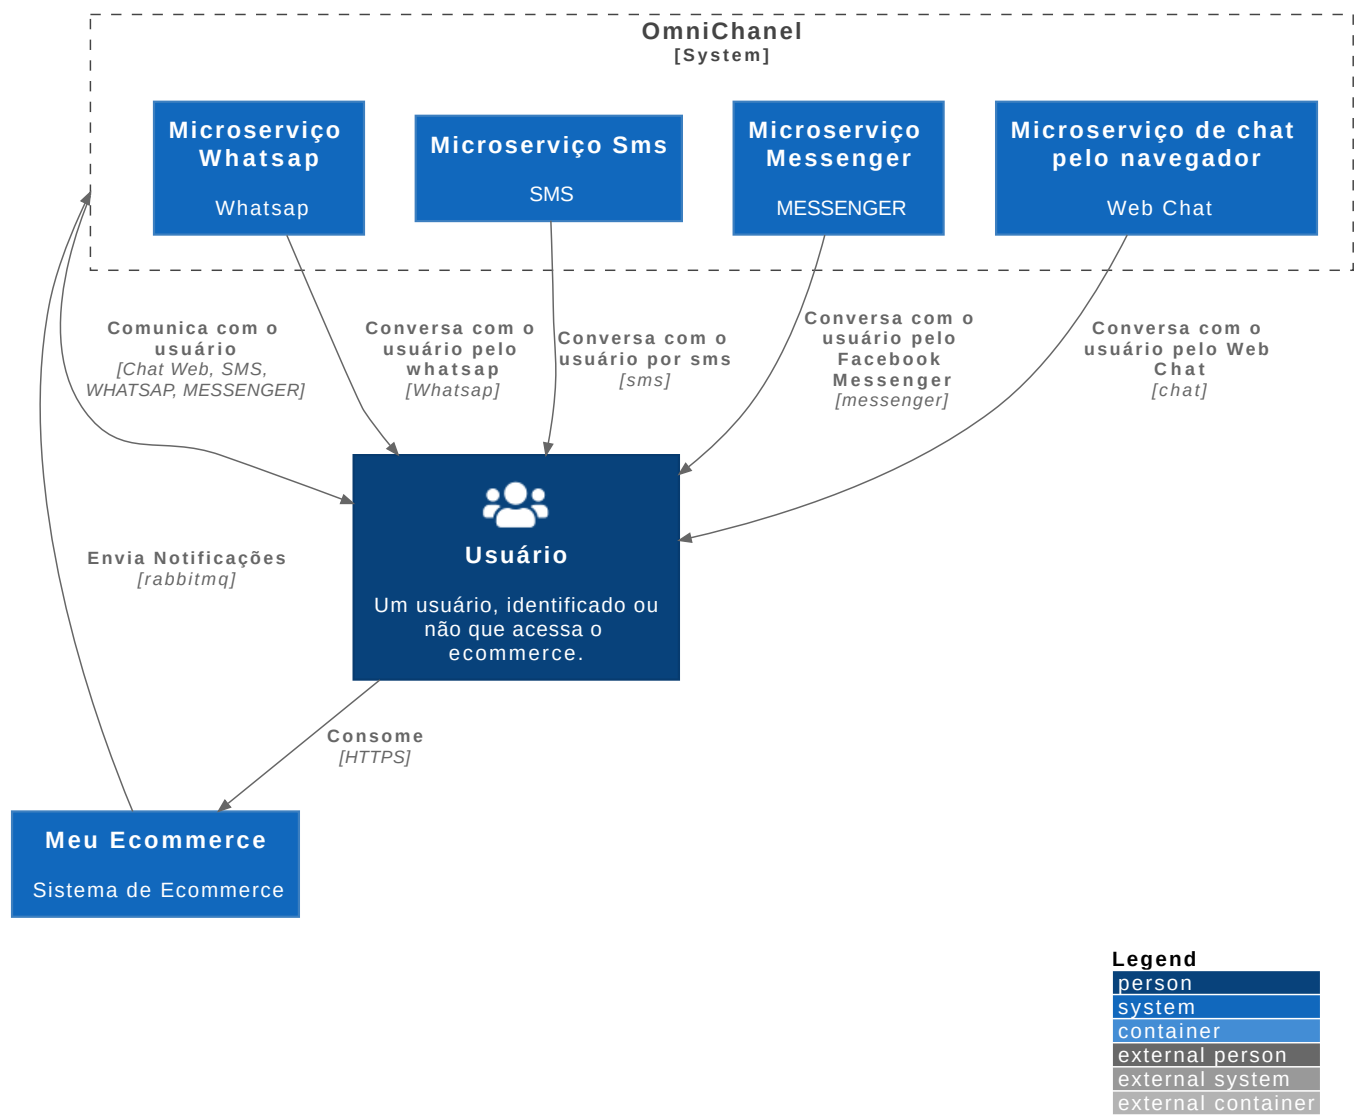 OmniChanel
[System]
Microserviço
Whatsap
Whatsap
Microserviço Sms
SMS
Microserviço
Messenger
MESSENGER
Microserviço de chat
pelo navegador
Web Chat
Comunica com o
usuário
[Chat Web, SMS,
WHATSAP, MESSENGER]
Conversa com o
usuário pelo
whatsap
[Whatsap]
Conversa com o
usuário por sms
[sms]
Conversa com o
usuário pelo
Facebook
Messenger
[messenger]
Conversa com o
usuário pelo Web
Chat
[chat]
Usuário
Um usuário, identificado ou
não que acessa o
ecommerce.
Envia Notificações
[rabbitmq]
Consome
[HTTPS]
Meu Ecommerce
Sistema de Ecommerce
Legend
person
system
container
external person
external system
external container